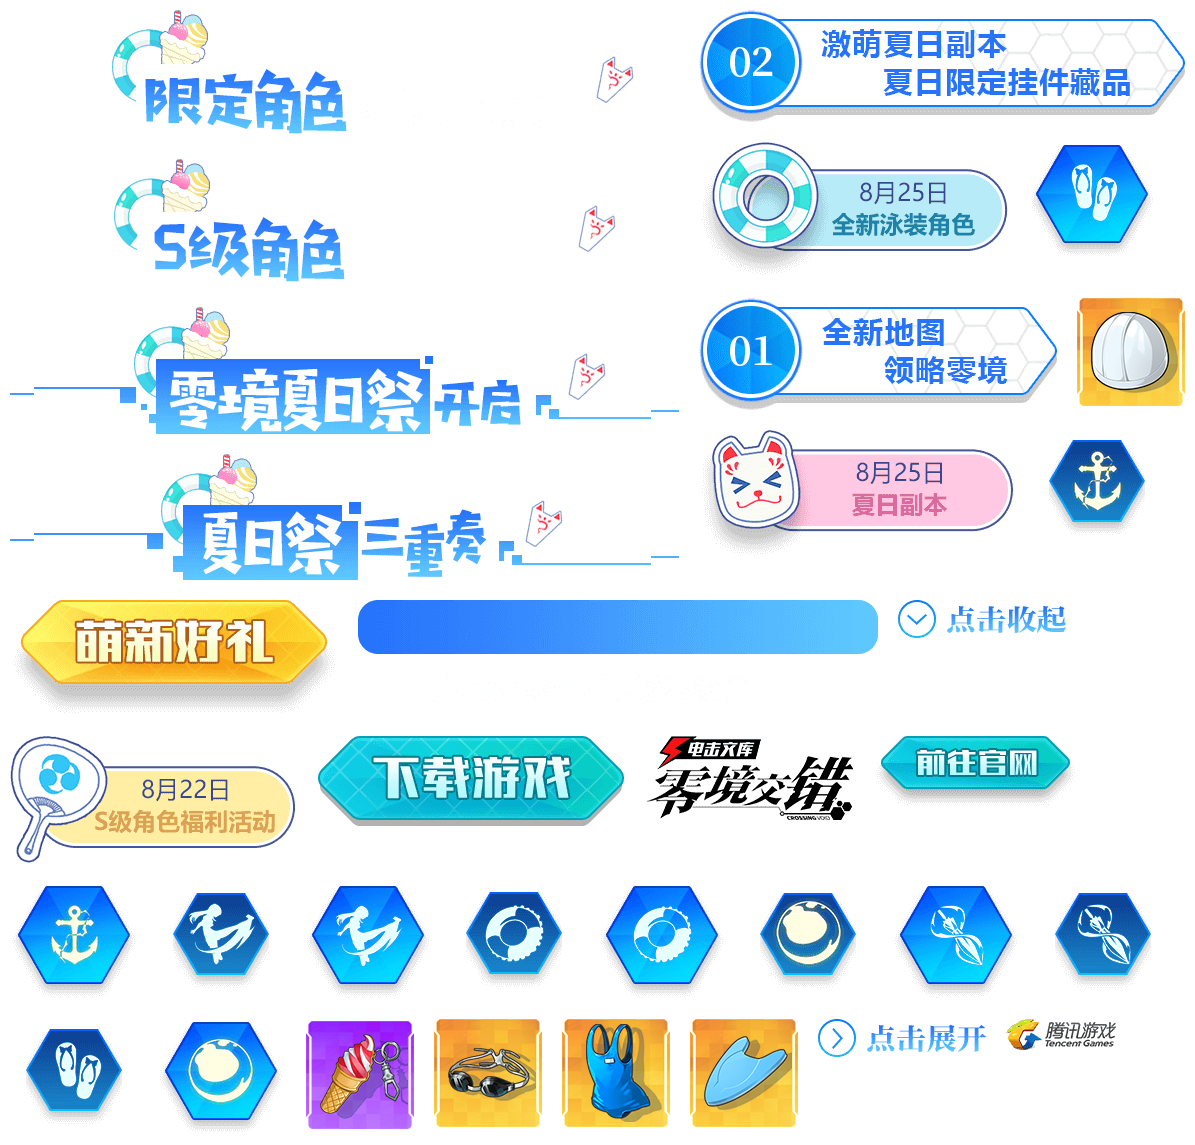 限定角色
02
激萌夏日副本
夏日限定挂件藏品
S级角色
8月25日
全新泳装角色
零境夏日祭开启
01
全新地图
领略零境
夏日祭三重奏
8月25日
夏日副本
萌新好礼
点击收起
8月22日
S级角色福利活动
下载游戏
电击文库
零境交错
CROSSING VOID
前往官网
点击展开
腾讯游戏
Tencent Games